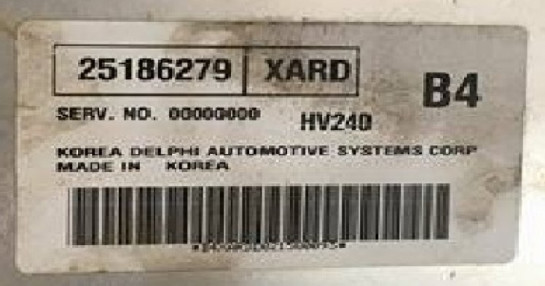 25186279 XARD
B4
SERV. NO. 00000000 HV240
KOREA DELPHI AUTOMOTIVE SYSTEMS CORP
MADE IN KOREA